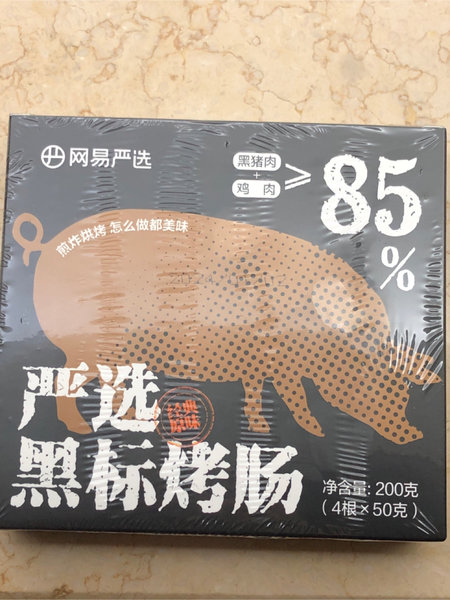 网易严选
黑猪肉
+
鸡肉
≥85%
煎炸烘烤 怎么做都美味
严选
经典
原味
黑标烤肠
净含量: 200克
(4根×50克)